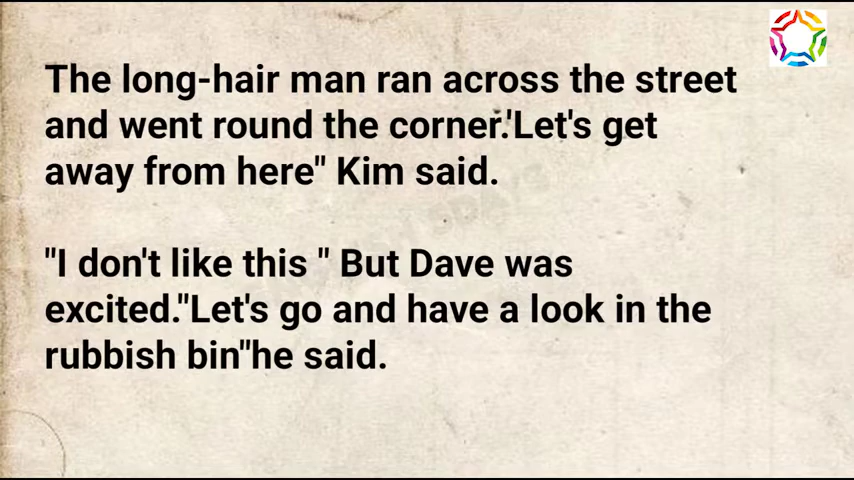 The long-hair man ran across the street
and went round the corner.'Let's get
away from here" Kim said.
"I don't like this " But Dave was
excited."Let's go and have a look in the
rubbish bin"he said.